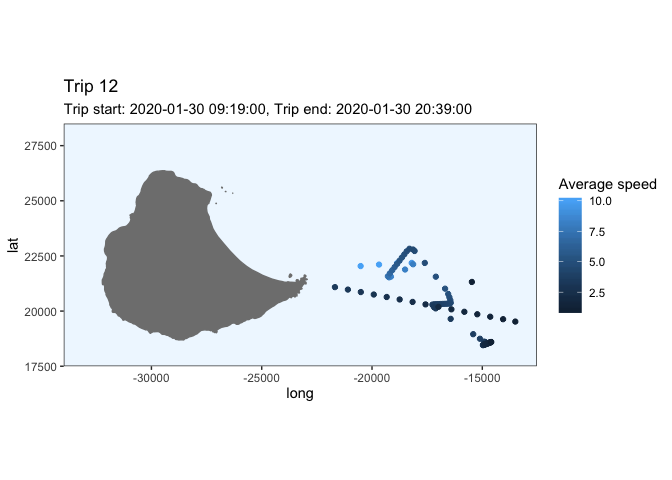 Trip 12
Trip start: 2020-01-30 09:19:00, Trip end: 2020-01-30 20:39:00
27500
25000
22500
20000
17500
lat
-30000 -25000 -20000 -15000
long
Average speed
10.0
7.5
5.0
2.5